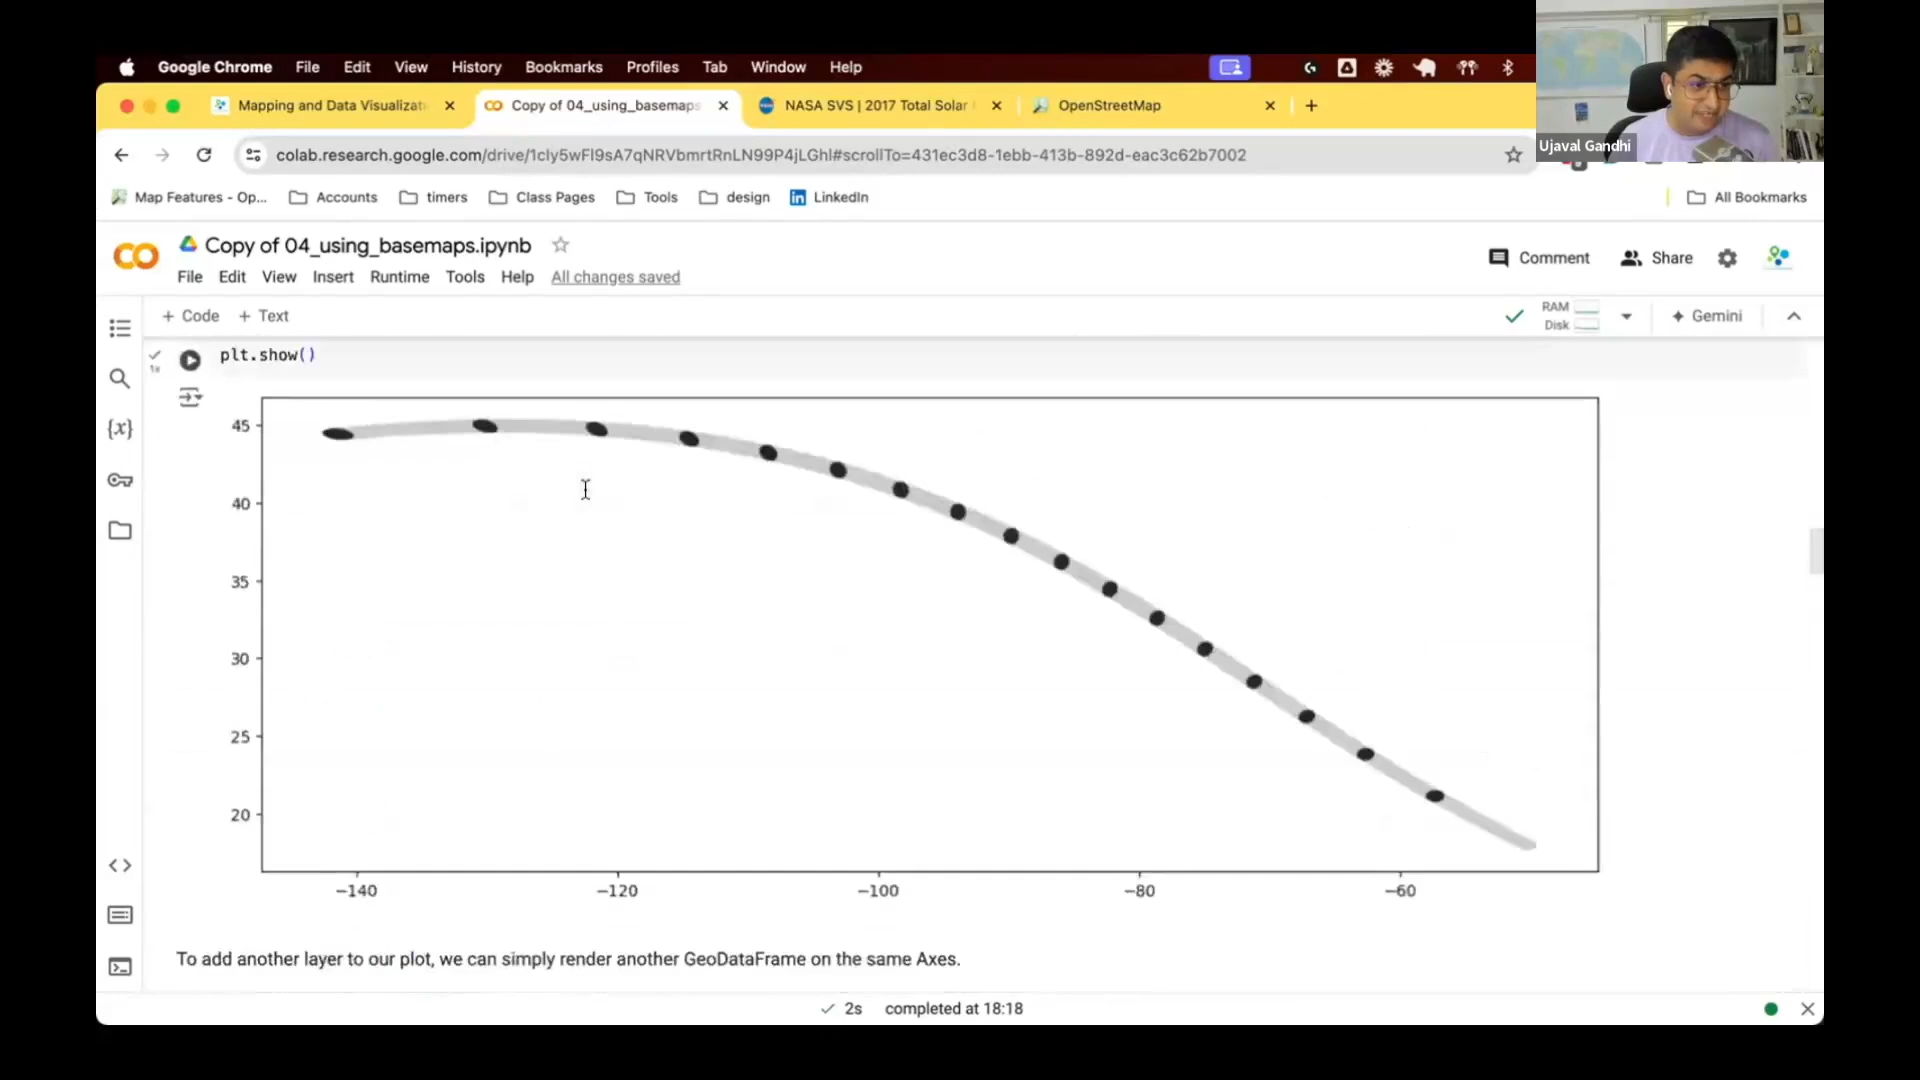 Google Chrome File Edit View History Bookmarks Profiles Tab Window Help
Mapping and Data Visualizat
Copy of 04_using_basemaps
NASA SVS | 2017 Total Solar
OpenStreetMap
Ujaval Gandhi
colab.research.google.com/drive/1cIy5wFl9sA7qNRVbmrtRnLN99P4jLGhl#scrollTo=431ec3d8-1ebb-413b-892d-eac3c62b7002
Map Features - Op... Accounts timers Class Pages Tools design LinkedIn All Bookmarks
Copy of 04_using_basemaps.ipynb
Comment Share
File Edit View Insert Runtime Tools Help All changes saved
+ Code + Text
RAM
Disk
Gemini
plt.show()
1s
{x}
45
40
35
30
25
20
−140 −120 −100 −80 −60
To add another layer to our plot, we can simply render another GeoDataFrame on the same Axes.
2s completed at 18:18